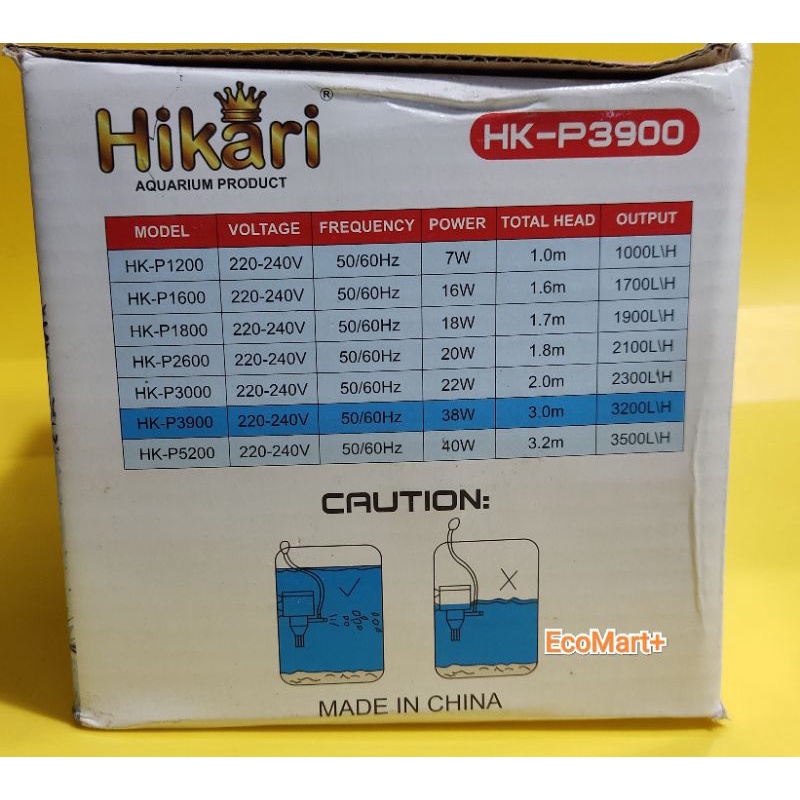 Hikari®
AQUARIUM PRODUCT
HK-P3900
MODEL VOLTAGE FREQUENCY POWER TOTAL HEAD OUTPUT
HK-P1200 220-240V 50/60Hz 7W 1.0m 1000L\H
HK-P1600 220-240V 50/60Hz 16W 1.6m 1700L\H
HK-P1800 220-240V 50/60Hz 18W 1.7m 1900L\H
HK-P2600 220-240V 50/60Hz 20W 1.8m 2100L\H
HK-P3000 220-240V 50/60Hz 22W 2.0m 2300L\H
HK-P3900 220-240V 50/60Hz 38W 3.0m 3200L\H
HK-P5200 220-240V 50/60Hz 40W 3.2m 3500L\H
CAUTION:
EcoMart+
MADE IN CHINA